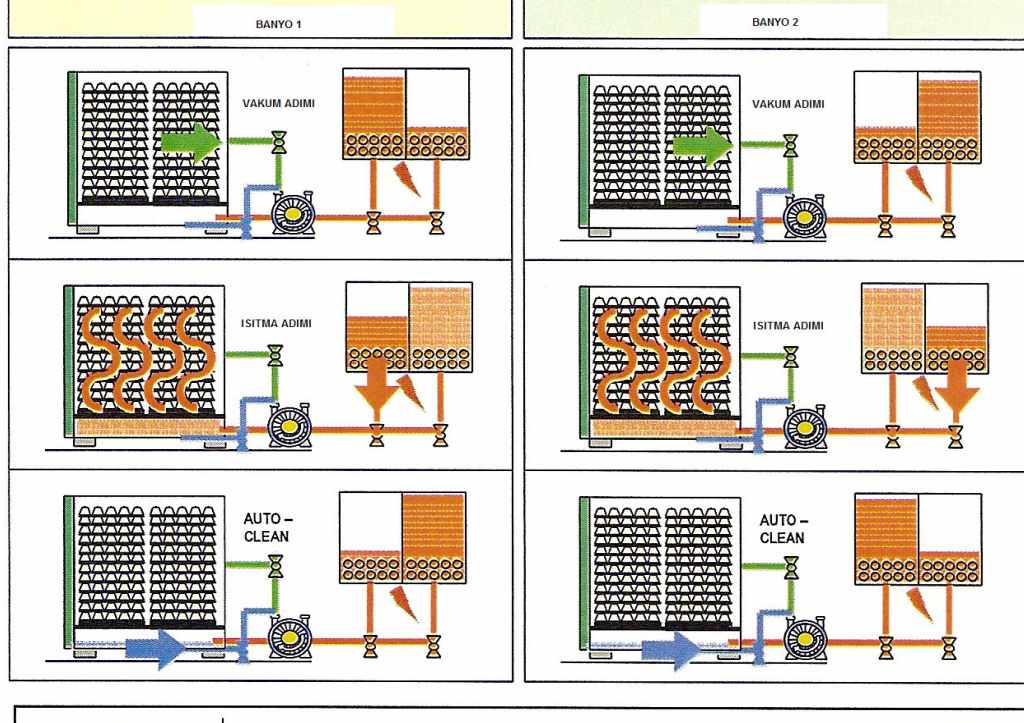 BANYO 1
BANYO 2
VAKUM ADIMI
VAKUM ADIMI
ISITMA ADIMI
ISITMA ADIMI
AUTO –
CLEAN
AUTO –
CLEAN